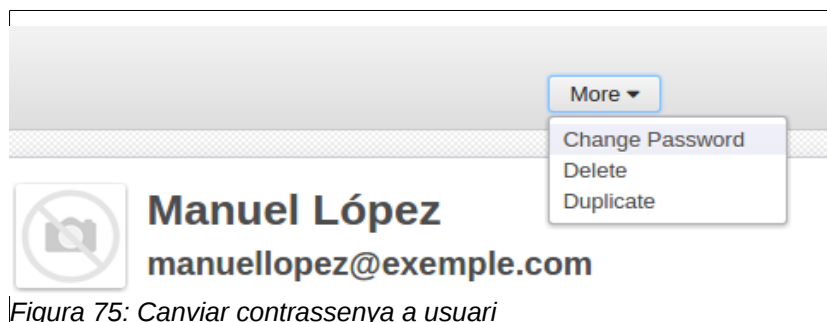 More
Change Password
Delete
Duplicate
Manuel López
manuellopez@exemple.com
Figura 75: Canviar contrassenya a usuari